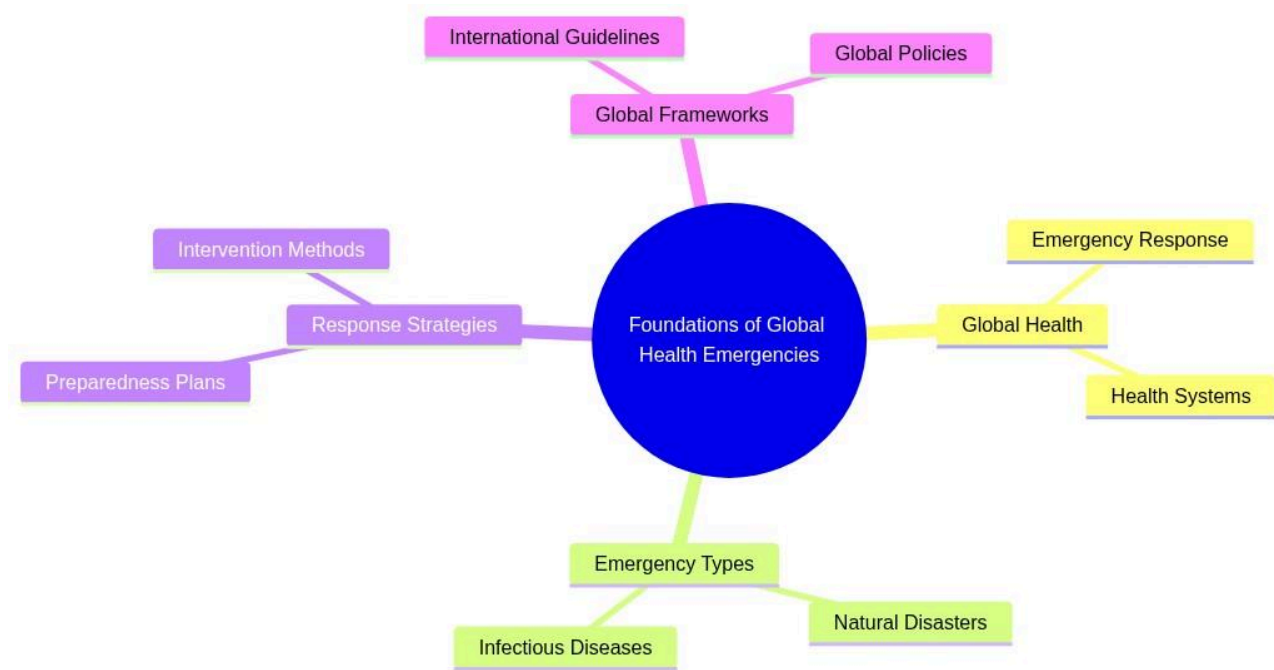 International Guidelines
Global Policies
Global Frameworks
Intervention Methods
Emergency Response
Response Strategies
Foundations of Global
Health Emergencies
Global Health
Preparedness Plans
Health Systems
Emergency Types
Natural Disasters
Infectious Diseases